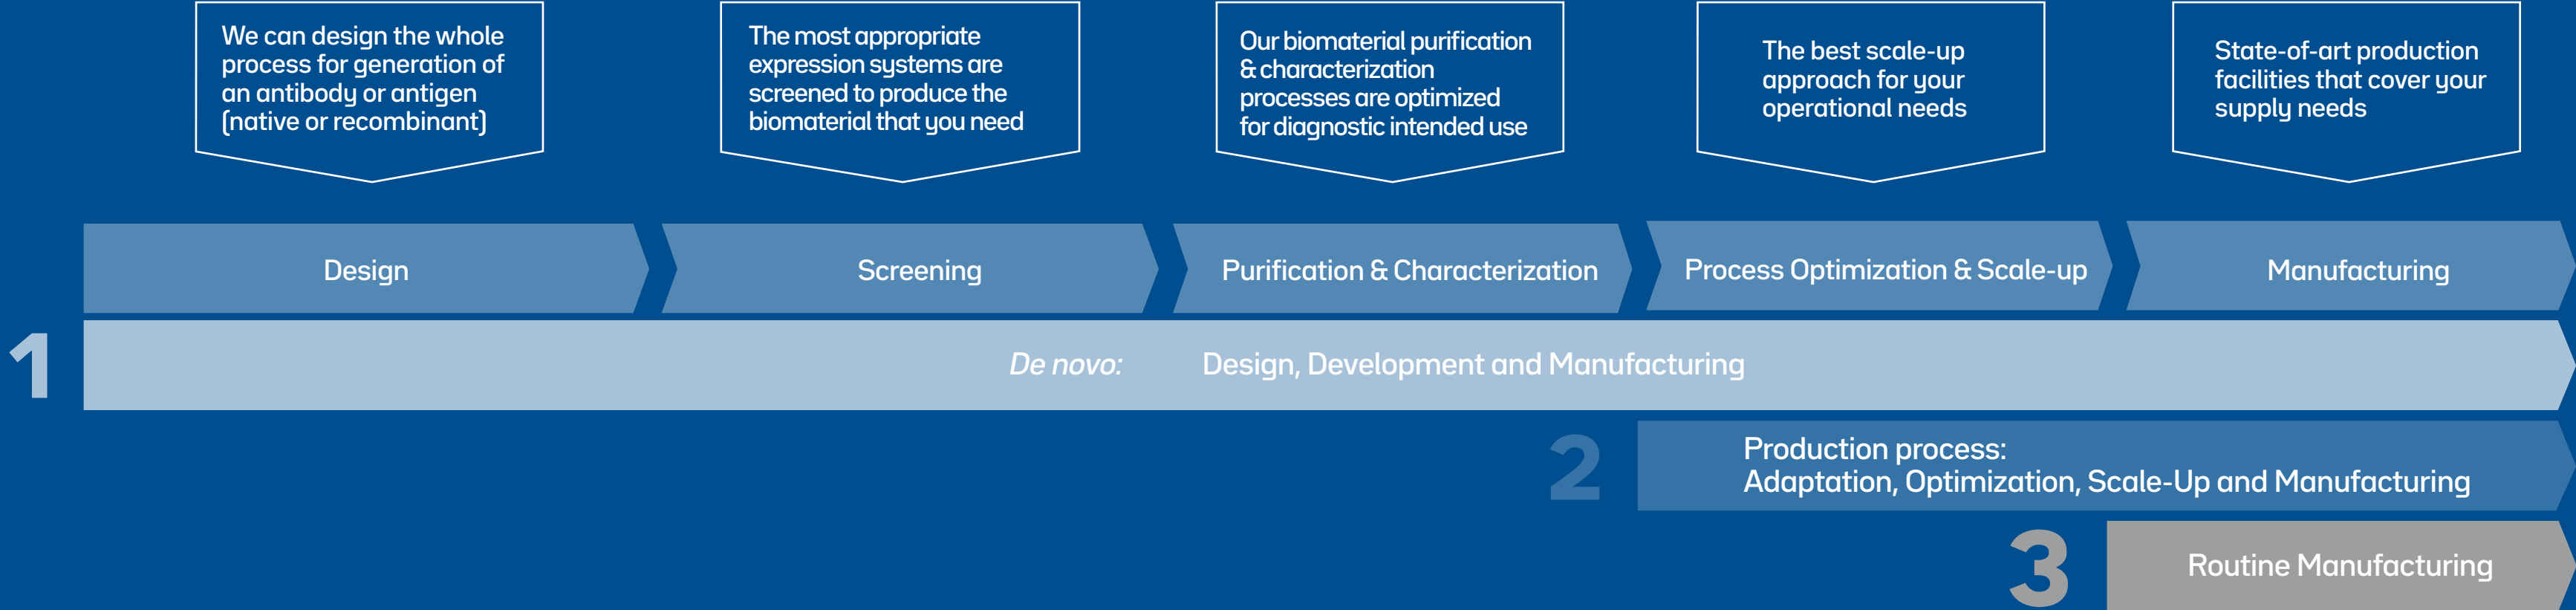 We can design the whole
process for generation of
an antibody or antigen
(native or recombinant)
The most appropriate
expression systems are
screened to produce the
biomaterial that you need
Our biomaterial purification
& characterization
processes are optimized
for diagnostic intended use
The best scale-up
approach for your
operational needs
State-of-art production
facilities that cover your
supply needs
Design
Screening
Purification & Characterization
Process Optimization & Scale-up
Manufacturing
1
De novo: Design, Development and Manufacturing
2
Production process:
Adaptation, Optimization, Scale-Up and Manufacturing
3
Routine Manufacturing